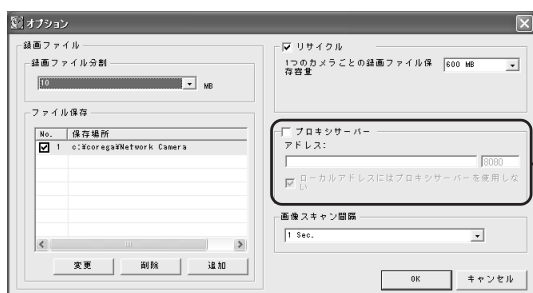 オプション
録画ファイル
録画ファイル分割
10 MB
ファイル保存
No. 保存場所
1 c:¥corega¥Network Camera
変更 削除 追加
リサイクル
1つのカメラごとの録画ファイル保
存容量
600 MB
プロキシサーバー
アドレス:
8080
ローカルアドレスにはプロキシサーバーを使用しな
い
画像スキャン間隔
1 Sec.
OK キャンセル